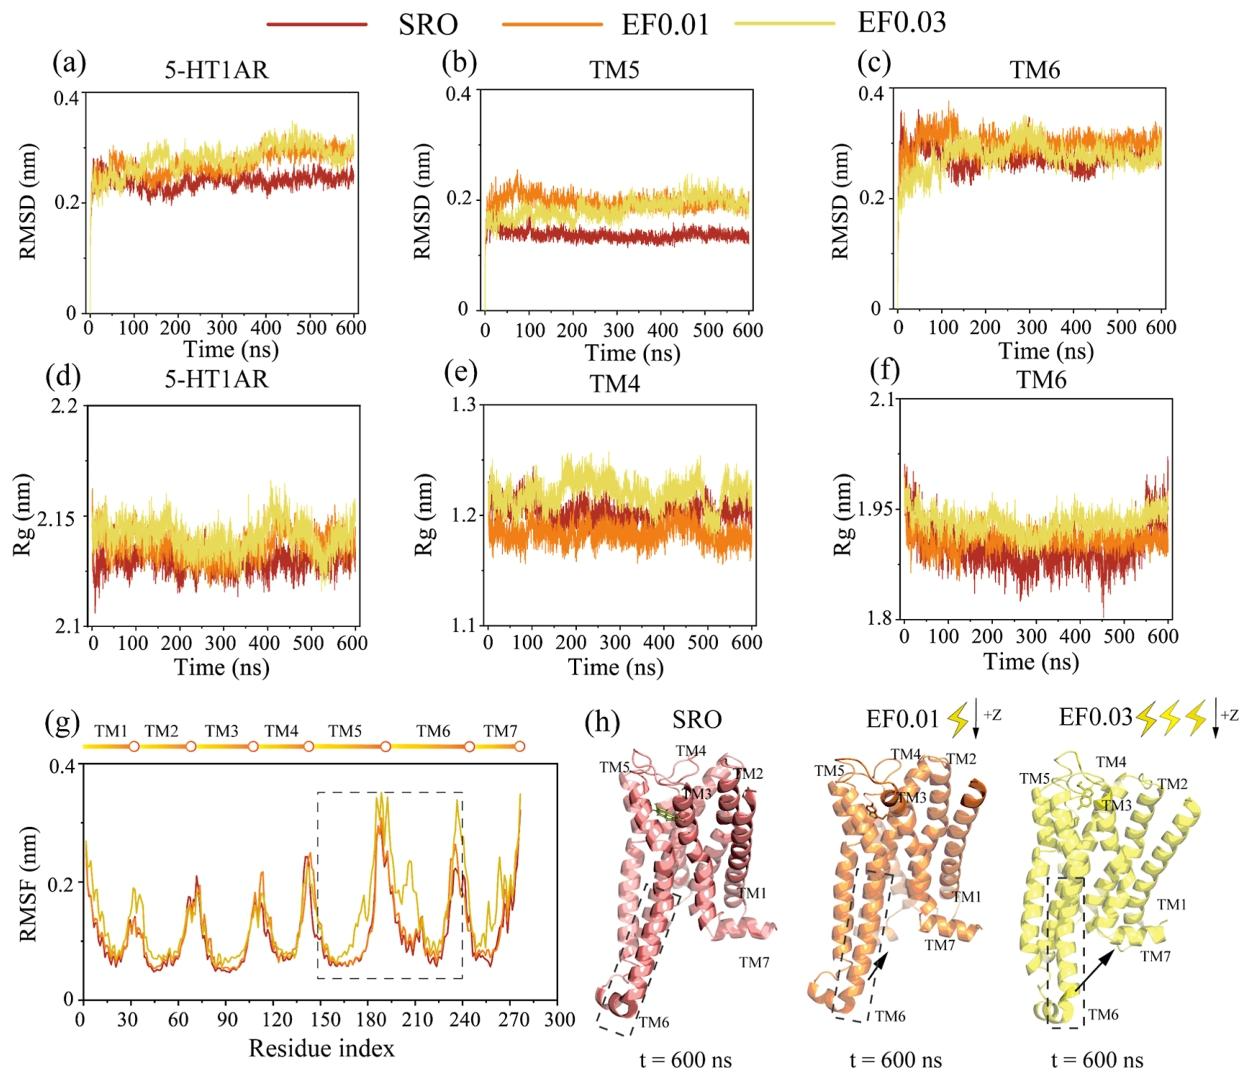 SRO EF0.01 EF0.03
(a) 5-HT1AR
RMSD (nm)
0.4
0.2
0
0 100 200 300 400 500 600
Time (ns)
(b) TM5
RMSD (nm)
0.4
0.2
0
0 100 200 300 400 500 600
Time (ns)
(c) TM6
RMSD (nm)
0.4
0.2
0
0 100 200 300 400 500 600
Time (ns)
(d) 5-HT1AR
Rg (nm)
2.2
2.15
2.1
0 100 200 300 400 500 600
Time (ns)
(e) TM4
Rg (nm)
1.3
1.2
1.1
0 100 200 300 400 500 600
Time (ns)
(f) TM6
Rg (nm)
2.1
1.95
1.8
0 100 200 300 400 500 600
Time (ns)
(g)
TM1 TM2 TM3 TM4 TM5 TM6 TM7
RMSF (nm)
0.4
0.2
0
0 30 60 90 120 150 180 210 240 270 300
Residue index
(h) SRO
TM4
TM5
TM2
TM3
TM1
TM7
TM6
t = 600 ns
EF0.01 +Z
TM4
TM2
TM5
TM3
TM1
TM7
TM6
t = 600 ns
EF0.03 +Z
TM4
TM5
TM2
TM3
TM1
TM7
TM6
t = 600 ns